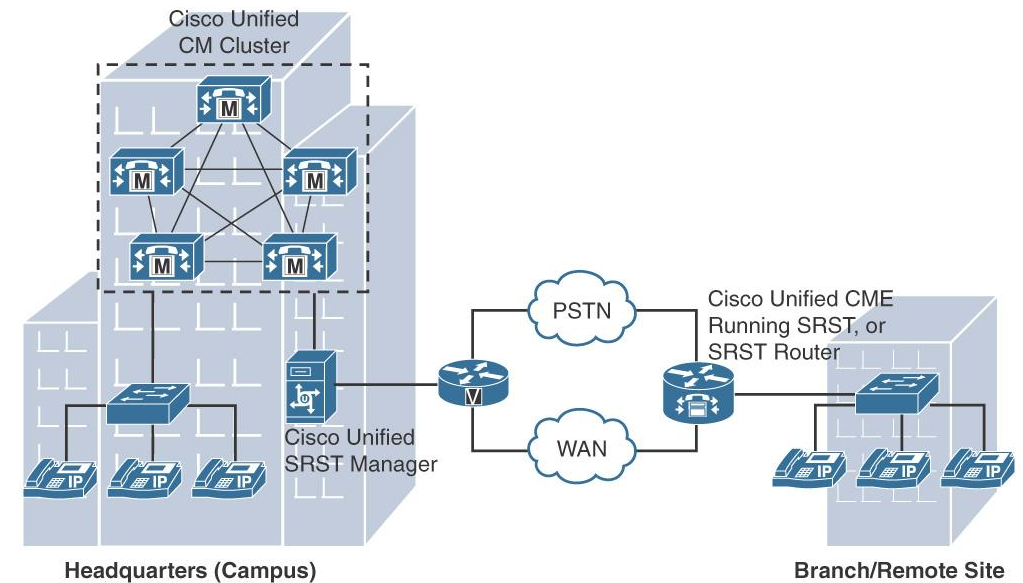 Cisco Unified
CM Cluster
M
M
M
M
M
PSTN
Cisco Unified CME
Running SRST, or
SRST Router
V
Cisco Unified
SRST Manager
WAN
IP
IP
IP
IP
IP
IP
Headquarters (Campus)
Branch/Remote Site